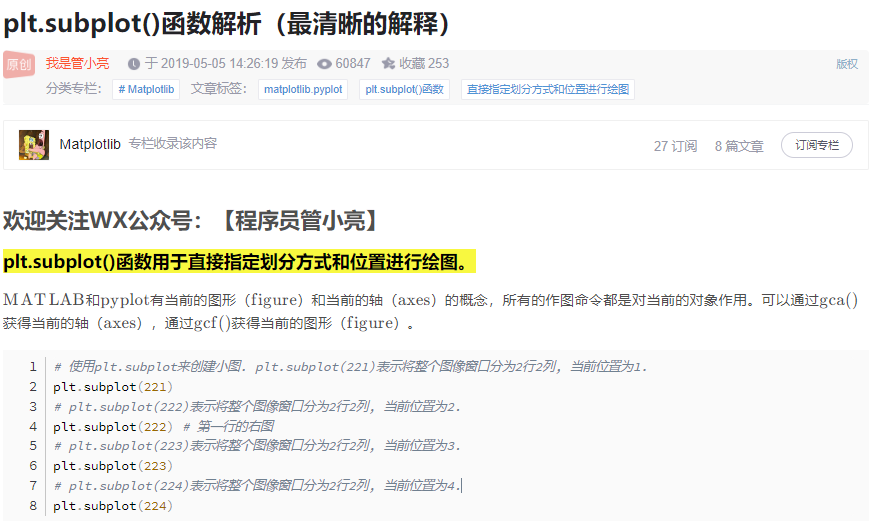 plt.subplot()函数解析（最清晰的解释）
原创 我是管小亮 于 2019-05-05 14:26:19 发布 60847 收藏 253 版权
分类专栏： # Matplotlib 文章标签： matplotlib.pyplot plt.subplot()函数 直接指定划分方式和位置进行绘图
Matplotlib 专栏收录该内容 27 订阅 8 篇文章 订阅专栏
欢迎关注WX公众号：【程序员管小亮】
plt.subplot()函数用于直接指定划分方式和位置进行绘图。
MATLAB和pyplot有当前的图形（figure）和当前的轴（axes）的概念，所有的作图命令都是对当前的对象作用。可以通过gca()
获得当前的轴（axes），通过gcf()获得当前的图形（figure）。
1 # 使用plt.subplot来创建小图. plt.subplot(221)表示将整个图像窗口分为2行2列, 当前位置为1.
2 plt.subplot(221)
3 # plt.subplot(222)表示将整个图像窗口分为2行2列, 当前位置为2.
4 plt.subplot(222) # 第一行的右图
5 # plt.subplot(223)表示将整个图像窗口分为2行2列, 当前位置为3.
6 plt.subplot(223)
7 # plt.subplot(224)表示将整个图像窗口分为2行2列, 当前位置为4.
8 plt.subplot(224)